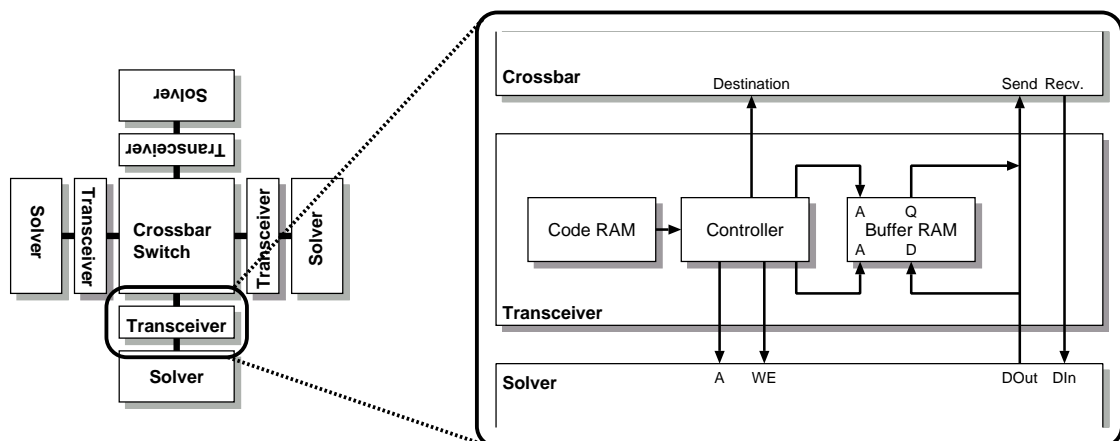 Solver
Transceiver
Solver
Transceiver
Crossbar
Switch
Transceiver
Solver
Transceiver
Solver
Crossbar
Destination
Send Recv.
Code RAM
Controller
A Q
Buffer RAM
A D
Transceiver
Solver
A WE
DOut DIn